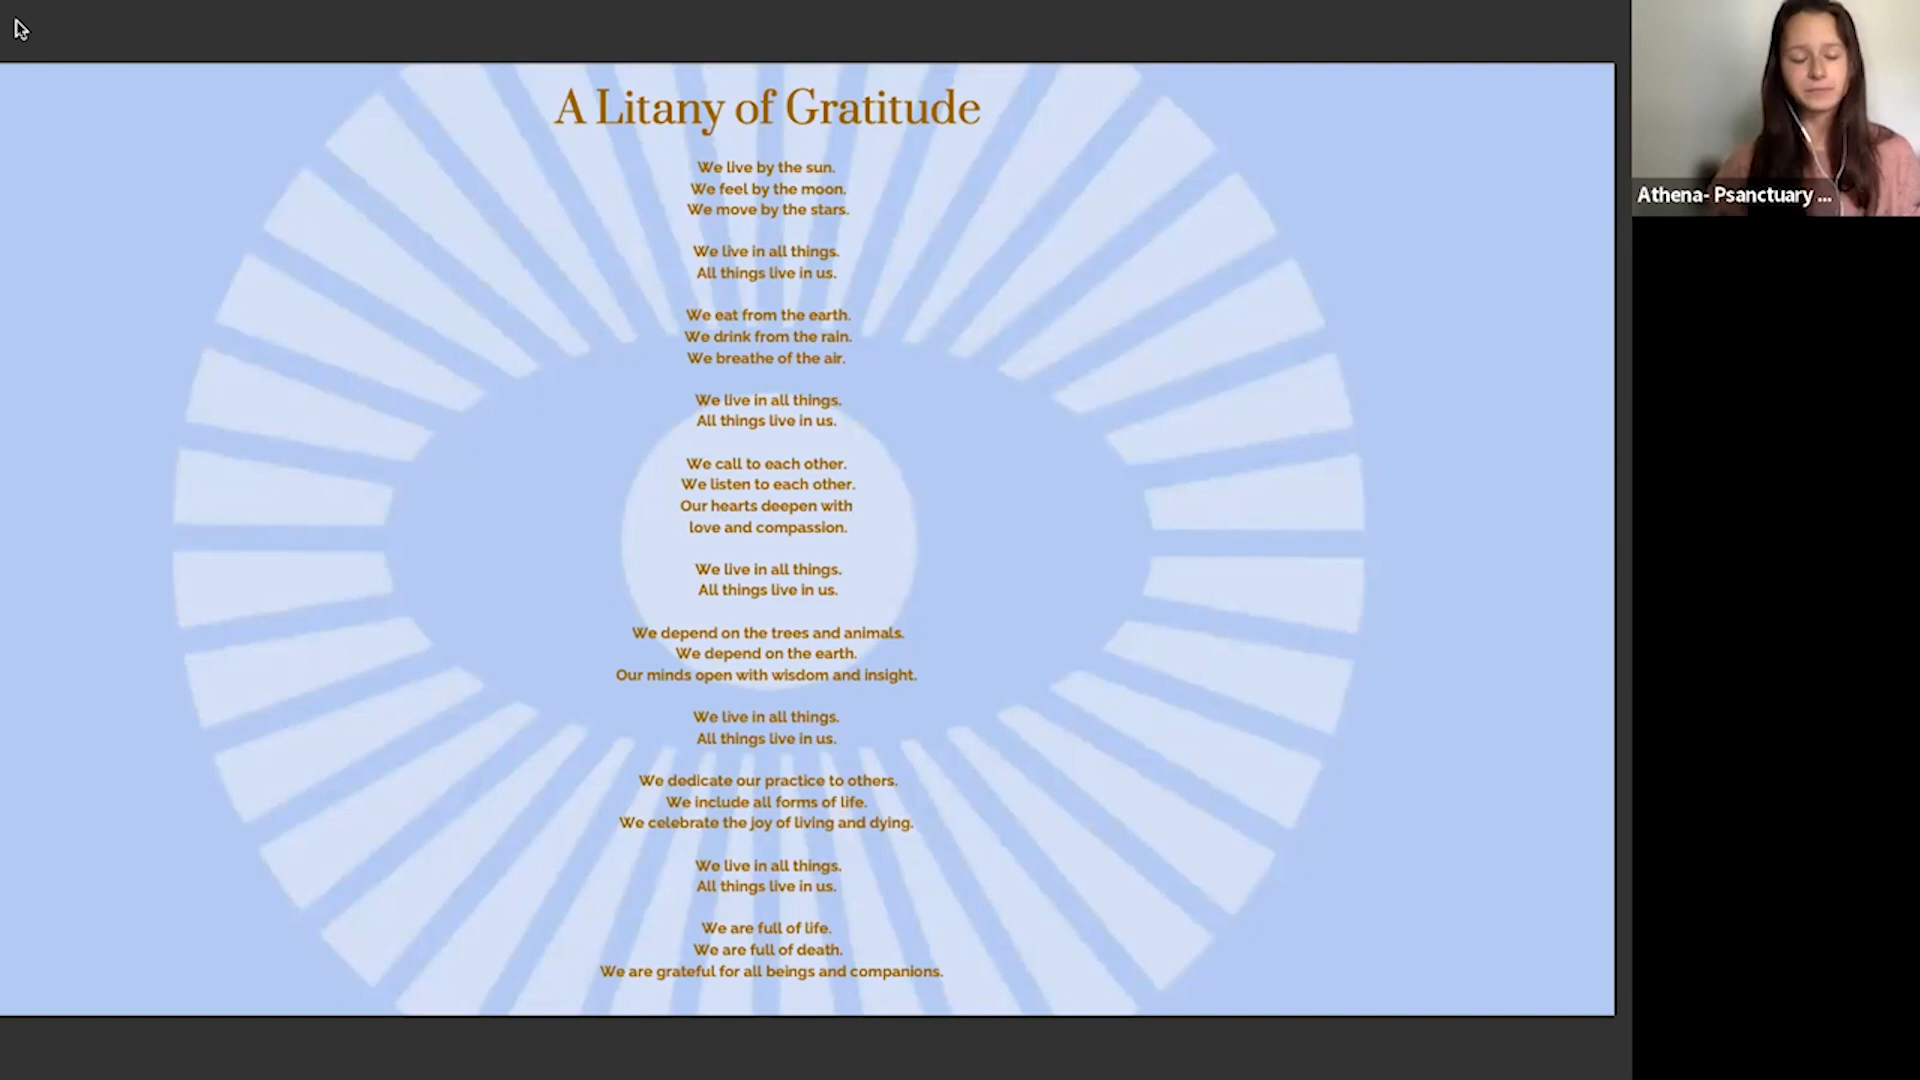 A Litany of Gratitude
We live by the sun.
We feel by the moon.
We move by the stars.
We live in all things.
All things live in us.
We eat from the earth.
We drink from the rain.
We breathe of the air.
We live in all things.
All things live in us.
We call to each other.
We listen to each other.
Our hearts deepen with
love and compassion.
We live in all things.
All things live in us.
We depend on the trees and animals.
We depend on the earth.
Our minds open with wisdom and insight.
We live in all things.
All things live in us.
We dedicate our practice to others.
We include all forms of life.
We celebrate the joy of living and dying.
We live in all things.
All things live in us.
We are full of life.
We are full of death.
We are grateful for all beings and companions.
Athena- Psanctuary ...